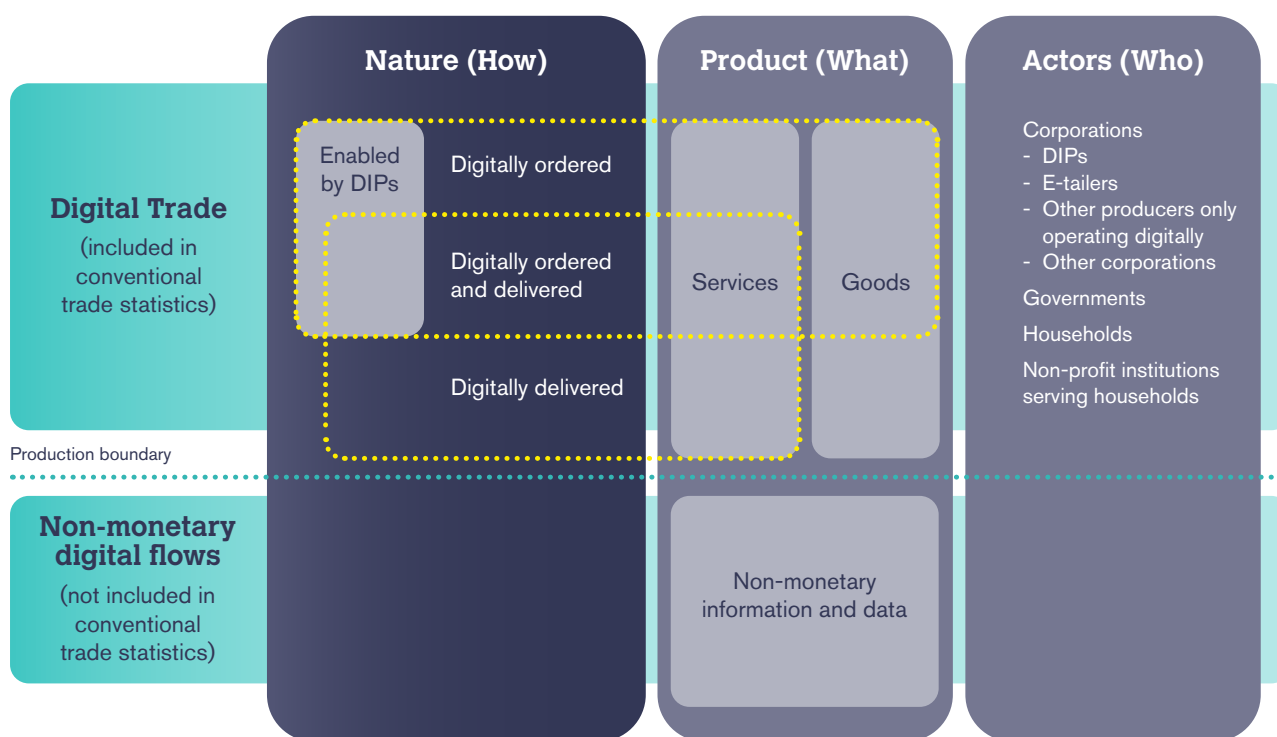 Nature (How)
Product (What)
Actors (Who)
Digital Trade
(included in
conventional
trade statistics)
Enabled
by DIPs
Digitally ordered
Digitally ordered
and delivered
Digitally delivered
Services
Goods
Corporations
- DIPs
- E-tailers
- Other producers only
operating digitally
- Other corporations
Governments
Households
Non-profit institutions
serving households
Production boundary
Non-monetary
digital flows
(not included in
conventional
trade statistics)
Non-monetary
information and data